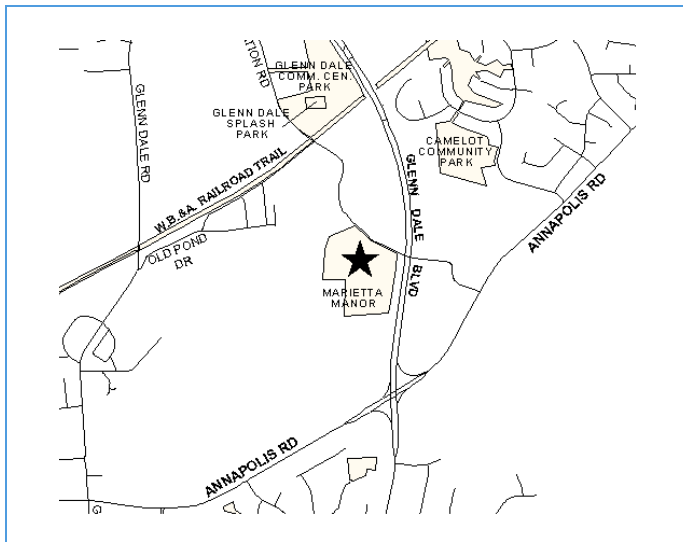 ATION RD
GLENN DALE
COMM. CEN.
PARK
GLENN DALE
SPLASH
PARK
GLENN DALE RD
W.B.&A. RAILROAD TRAIL
CAMELOT
COMMUNITY
PARK
GLENN DALE
BLVD
ANNAPOLIS RD
OLD POND
DR
MARIETTA
MANOR
ANNAPOLIS RD
G